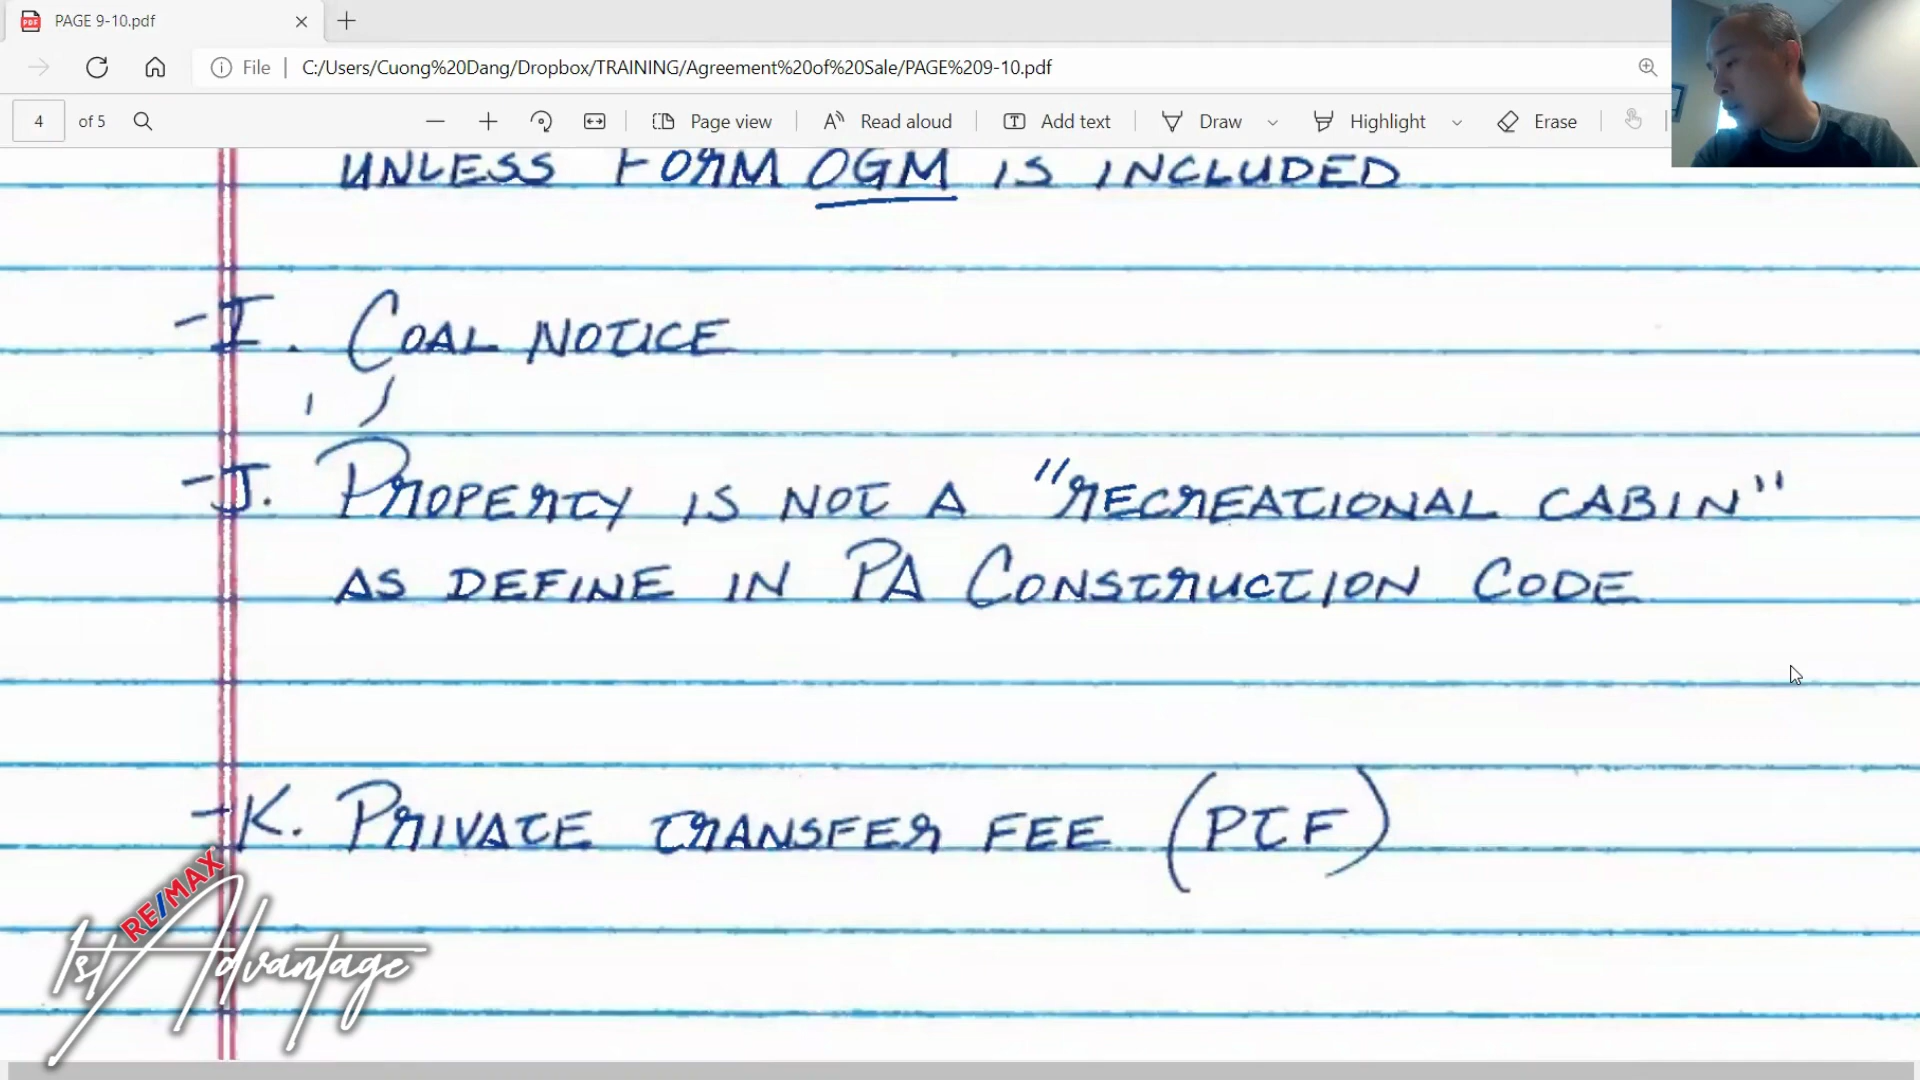 PAGE 9-10.pdf
File C:/Users/Cuong%20Dang/Dropbox/TRAINING/Agreement%20of%20Sale/PAGE%209-10.pdf
4 of 5 Page view Read aloud Add text Draw Highlight Erase
UNLESS FORM OGM IS INCLUDED
-I. COAL NOTICE
-J. PROPERTY IS NOT A "RECREATIONAL CABIN"
AS DEFINE IN PA CONSTRUCTION CODE
-K. PRIVATE TRANSFER FEE (PTF)
RE/MAX
1st Advantage